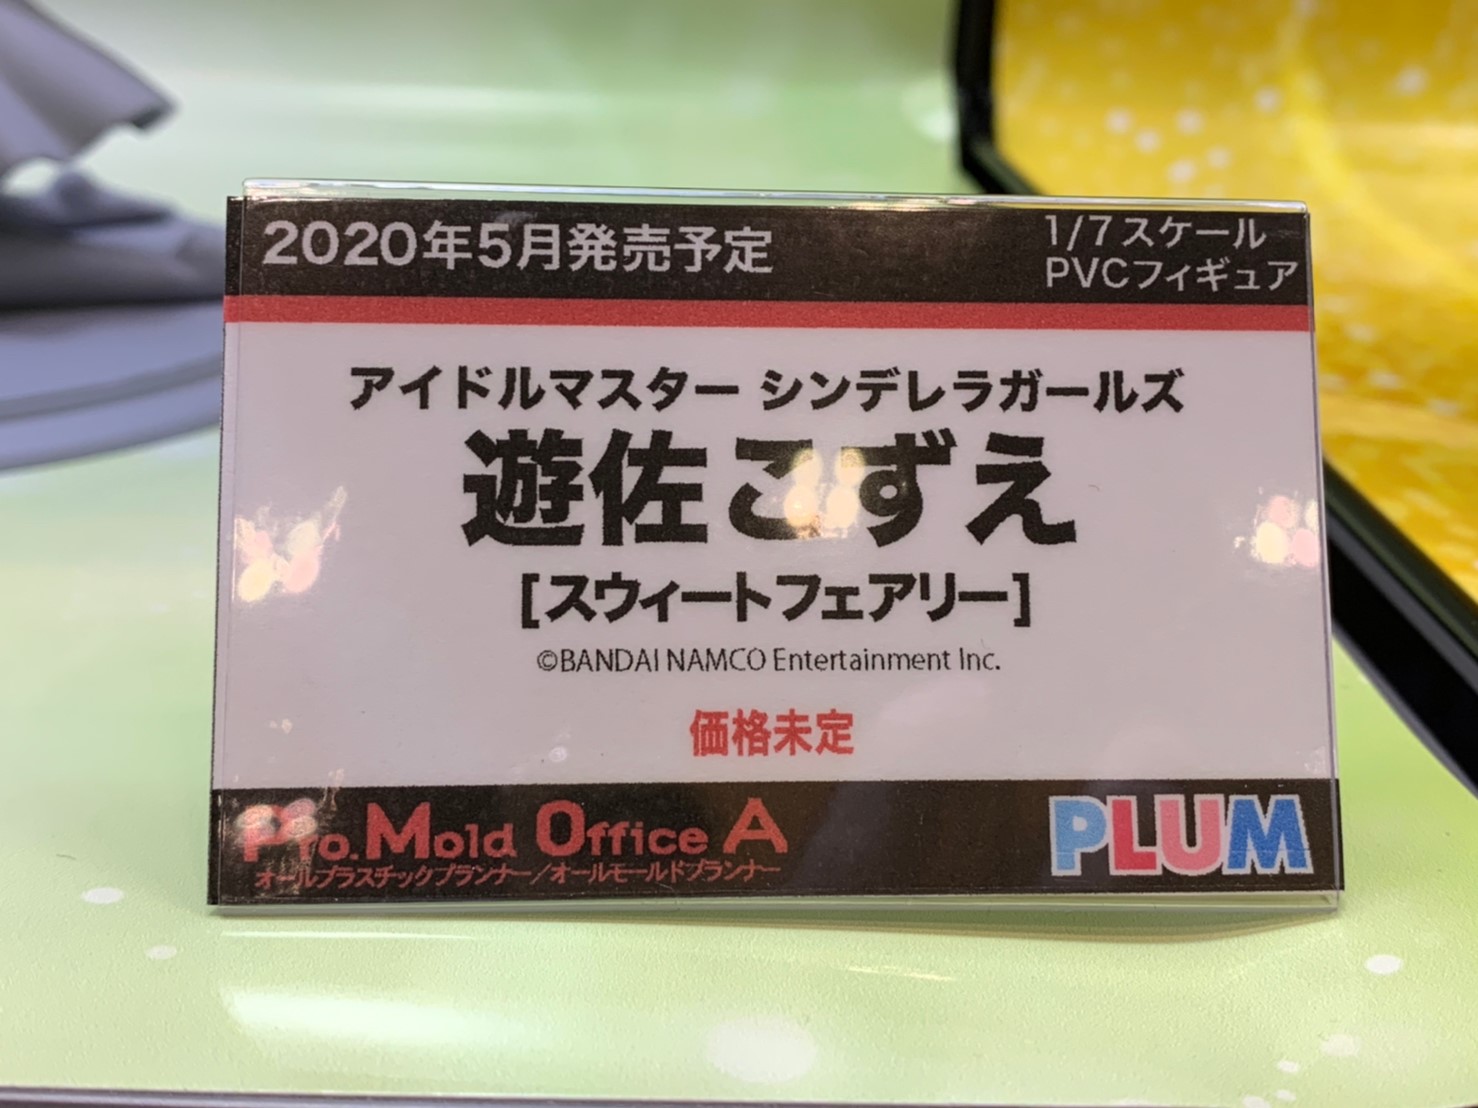 2020年5月発売予定
1/7スケール
PVCフィギュア
アイドルマスター シンデレラガールズ
遊佐こずえ
[スウィートフェアリー]
©BANDAI NAMCO Entertainment Inc.
価格未定
Pro.Mold Office A
オールプラスチックプランナー/オールモールドプランナー
PLUM